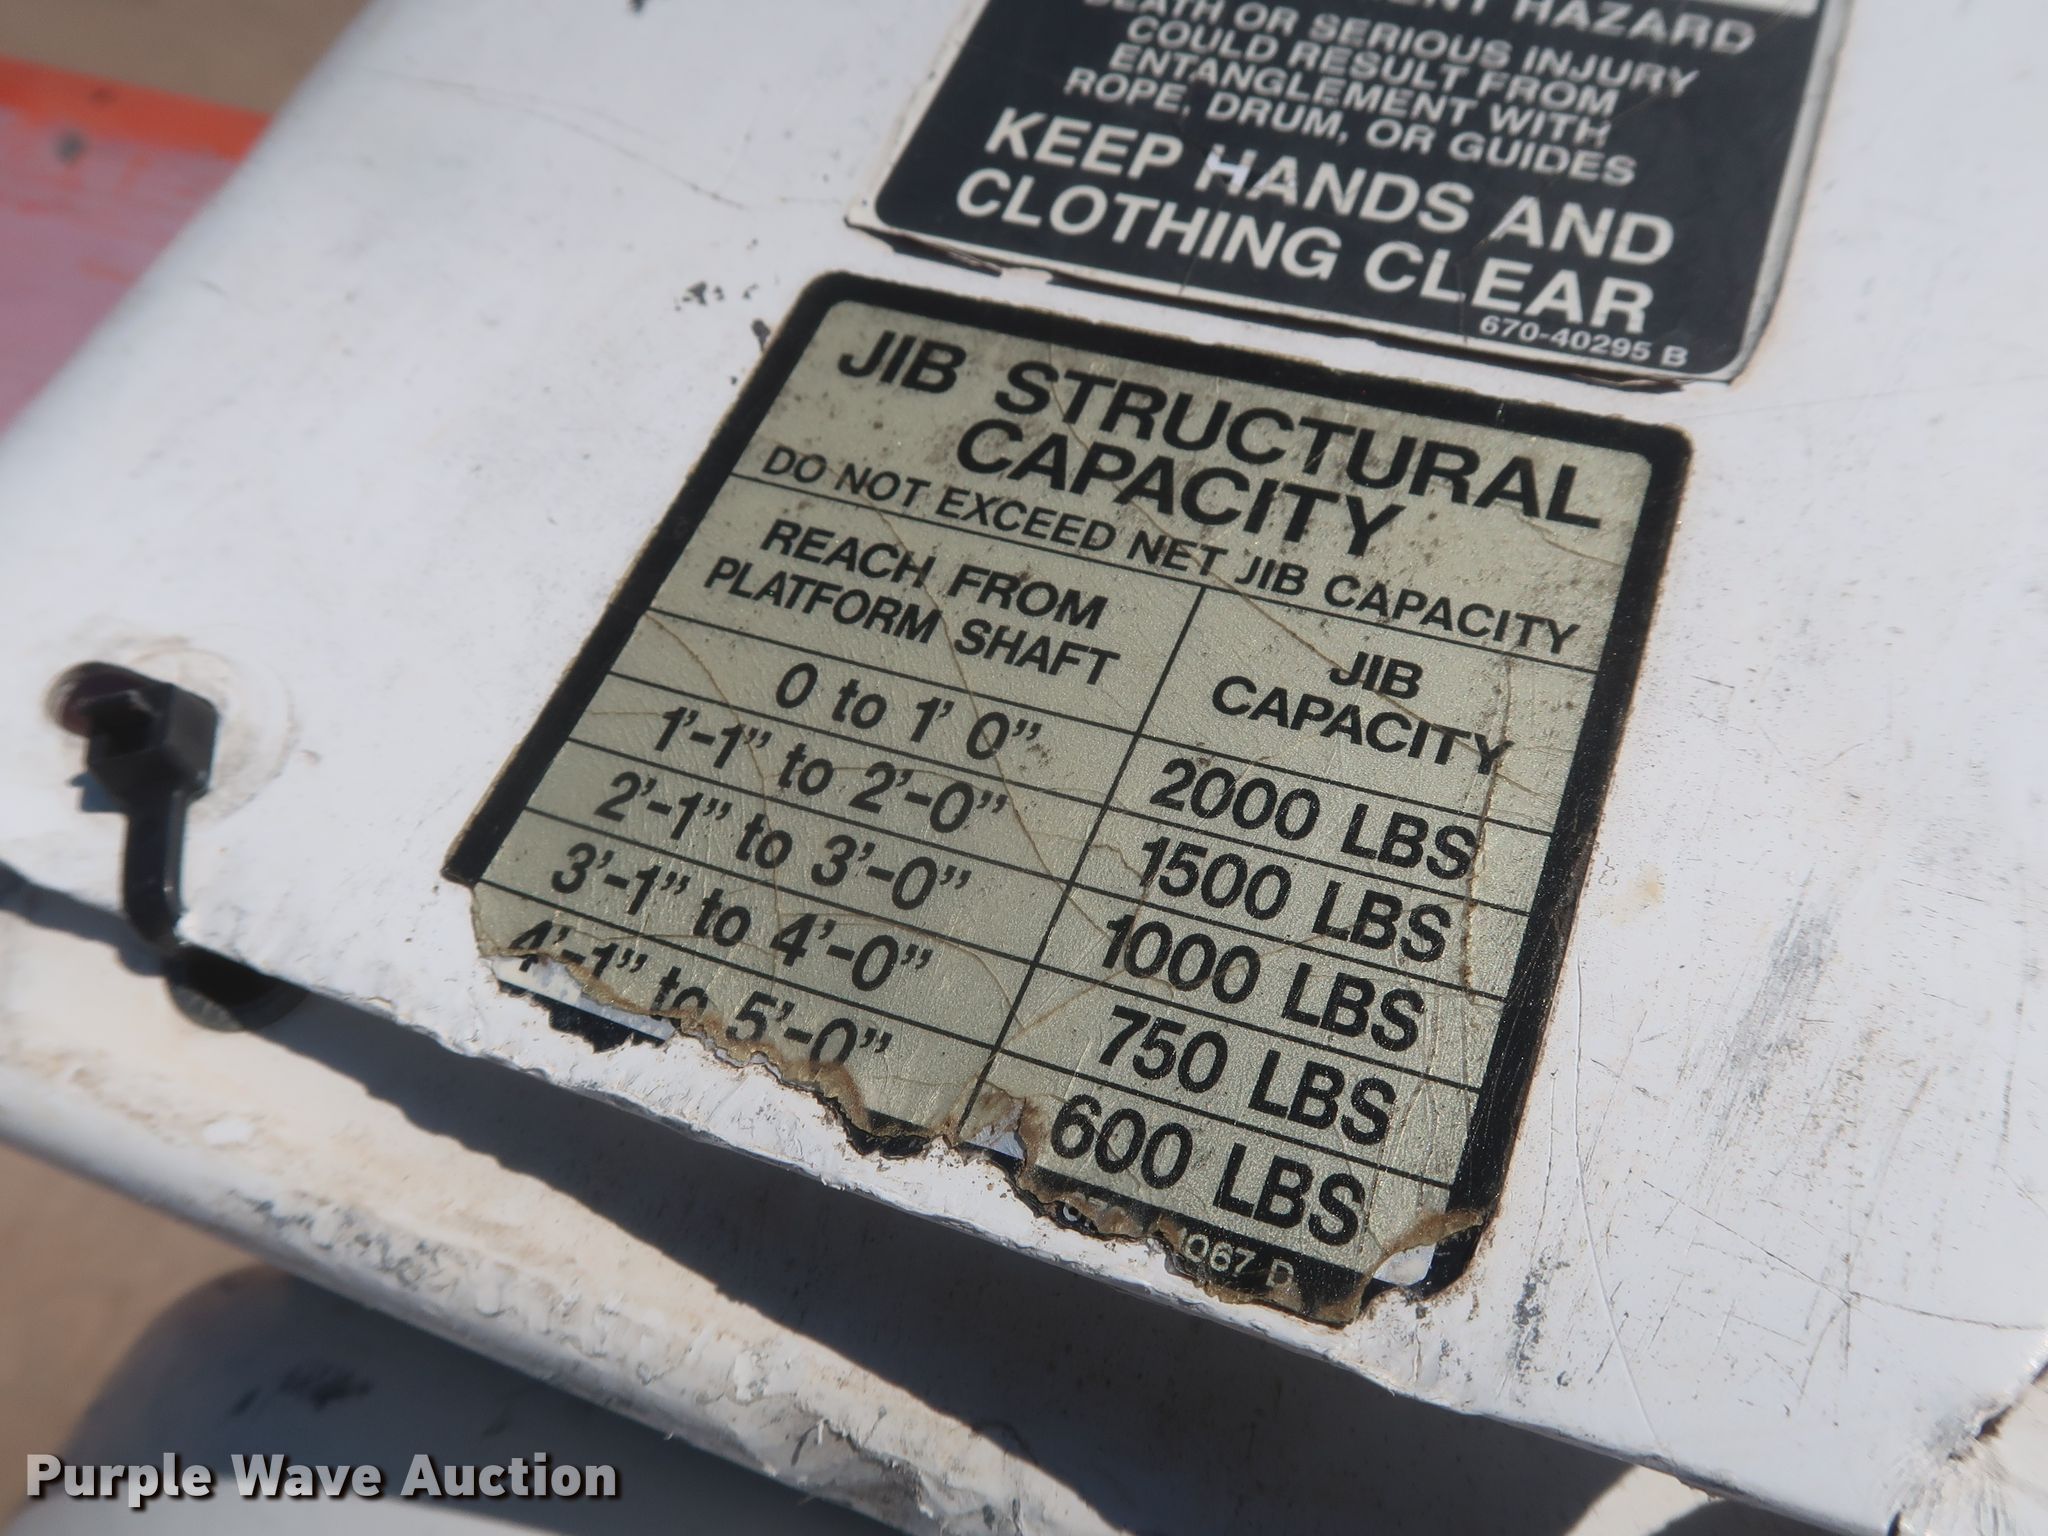 HAZARD
DEATH OR SERIOUS INJURY
COULD RESULT FROM
ENTANGLEMENT WITH
ROPE, DRUM, OR GUIDES
KEEP HANDS AND
CLOTHING CLEAR
670-40295 B
JIB STRUCTURAL
CAPACITY
DO NOT EXCEED NET JIB CAPACITY
REACH FROM
PLATFORM SHAFT
JIB
CAPACITY
0 to 1' 0" 2000 LBS
1'-1" to 2'-0" 1500 LBS
2'-1" to 3'-0" 1000 LBS
3'-1" to 4'-0" 750 LBS
4'-1" to 5'-0" 600 LBS
067 D
Purple Wave Auction